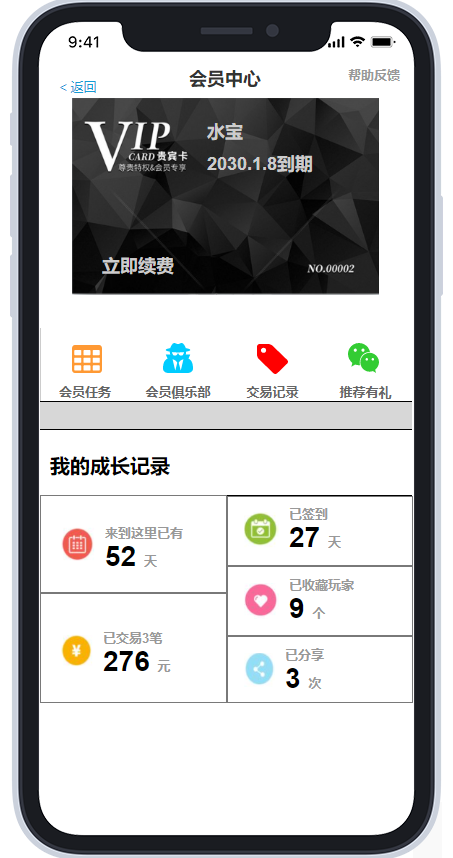 9:41
< 返回
会员中心
帮助反馈
VIP
CARD 贵宾卡
尊贵特权&会员专享
水宝
2030.1.8到期
立即续费
NO.00002
会员任务
会员俱乐部
交易记录
推荐有礼
我的成长记录
来到这里已有
52 天
已签到
27 天
已收藏玩家
9 个
已交易3笔
¥
276 元
已分享
3 次